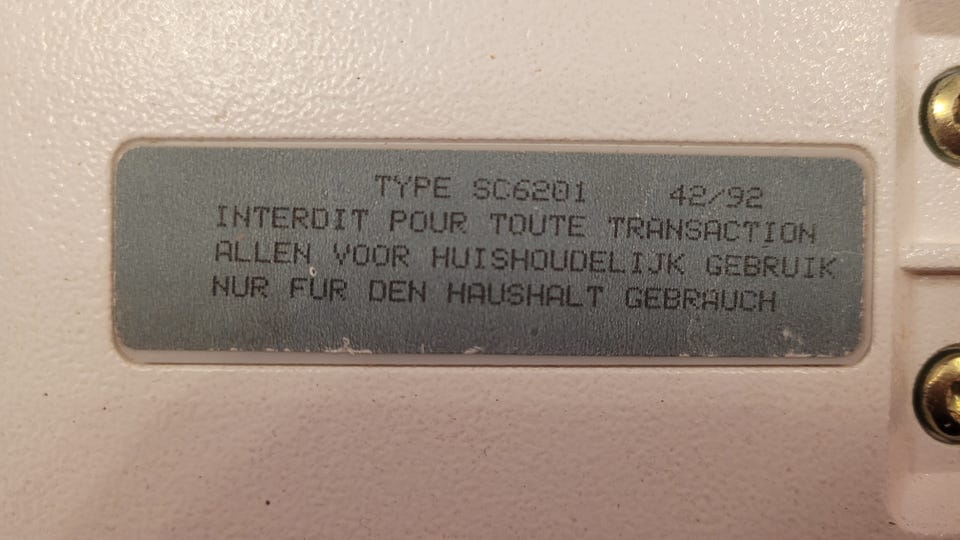 TYPE SC6201 42/92
INTERDIT POUR TOUTE TRANSACTION
ALLEN VOOR HUISHOUDELIJK GEBRUIK
NUR FUR DEN HAUSHALT GEBRAUCH